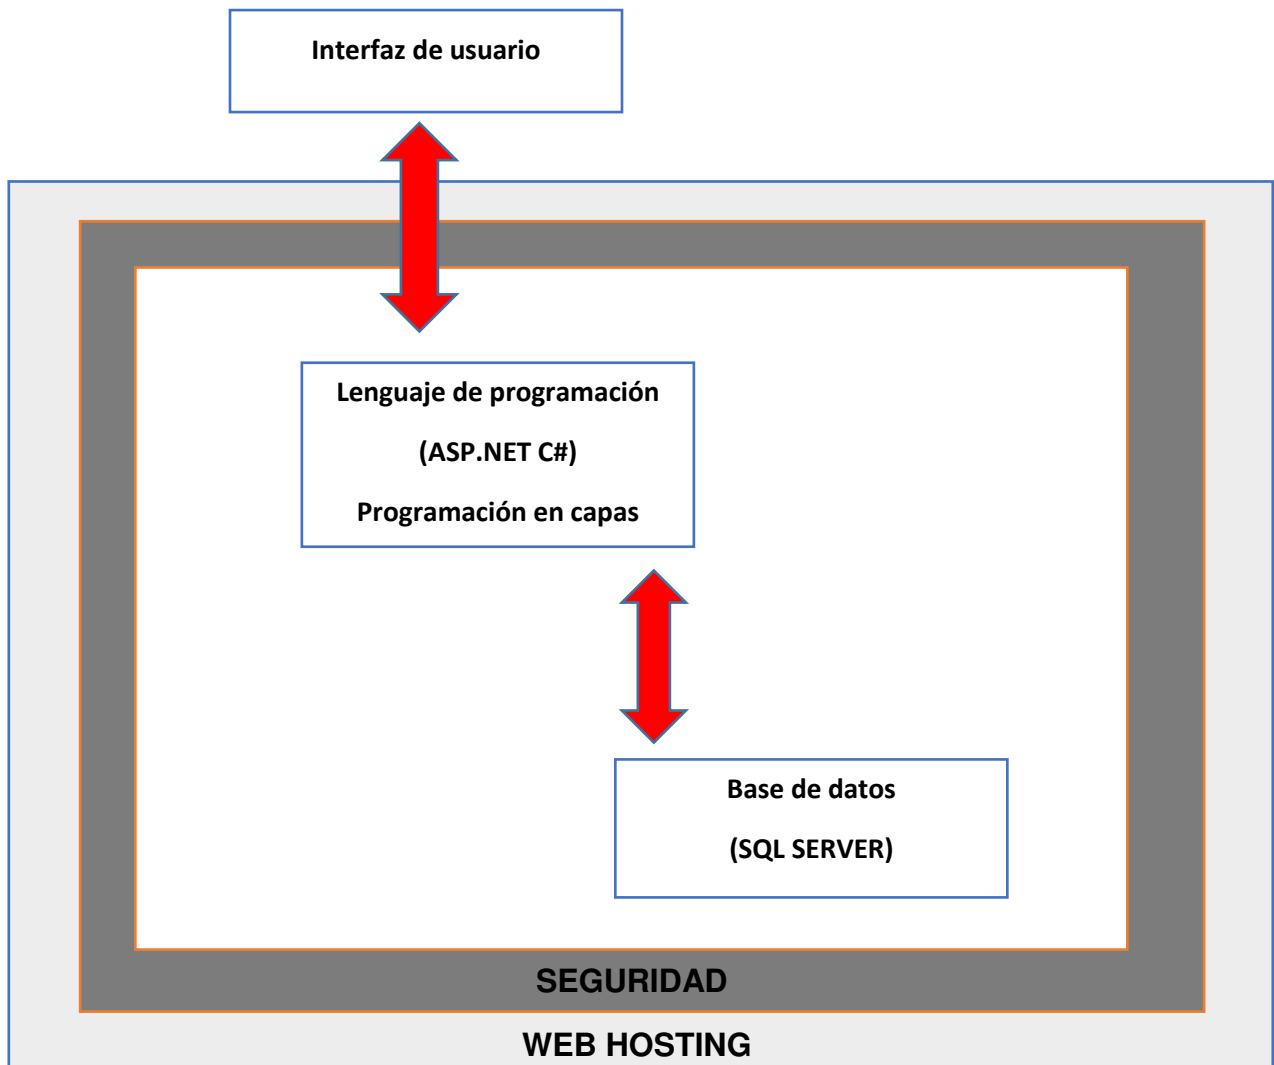 Interfaz de usuario
Lenguaje de programación
(ASP.NET C#)
Programación en capas
Base de datos
(SQL SERVER)
SEGURIDAD
WEB HOSTING